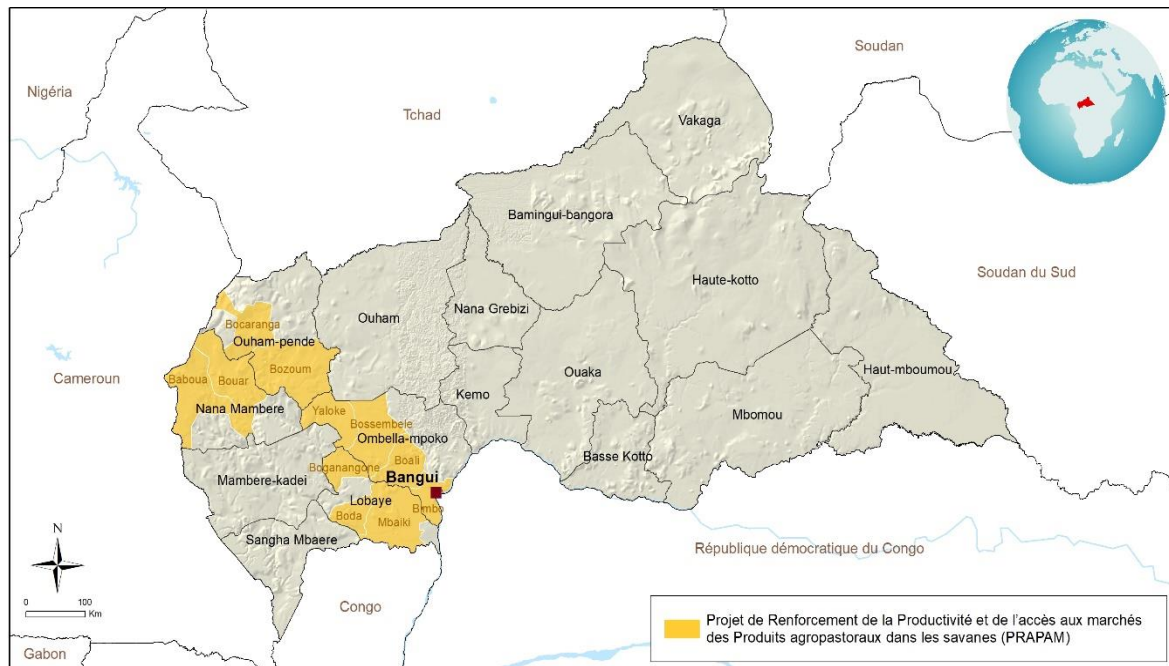 Soudan
Nigéria
Tchad
Vakaga
Bamingui-bangora
Haute-kotto
Soudan du Sud
Nana Grebizi
Ouham
Bocaranga
Ouham-pende
Bozoum
Cameroun
Baboua
Bouar
Ouaka
Haut-mboumou
Kemo
Mbomou
Nana Mambere
Yaloke
Bossembele
Ombella-mpoko
Basse Kotto
Boali
Boganangone
Bangui
Mambere-kadei
Lobaye
Bimbo
Boda
Mbaiki
Sangha Mbaere
République démocratique du Congo
N
0 100
Km
Congo
Gabon
Projet de Renforcement de la Productivité et de l'accès aux marchés
des Produits agropastoraux dans les savanes (PRAPAM)